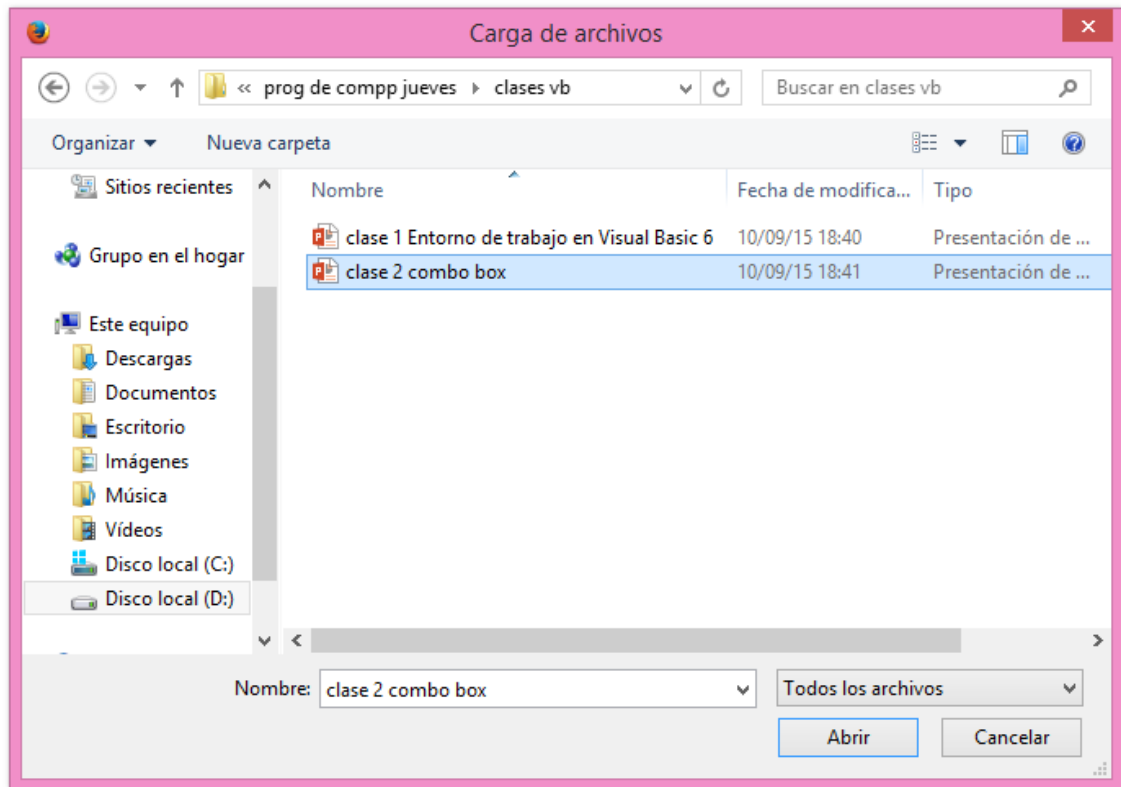 Carga de archivos
« prog de compp jueves clases vb
Buscar en clases vb
Organizar Nueva carpeta
Sitios recientes
Grupo en el hogar
Este equipo
Descargas
Documentos
Escritorio
Imágenes
Música
Vídeos
Disco local (C:)
Disco local (D:)
Nombre Fecha de modifica... Tipo
clase 1 Entorno de trabajo en Visual Basic 6 10/09/15 18:40 Presentación de ...
clase 2 combo box 10/09/15 18:41 Presentación de ...
Nombre: clase 2 combo box
Todos los archivos
Abrir Cancelar